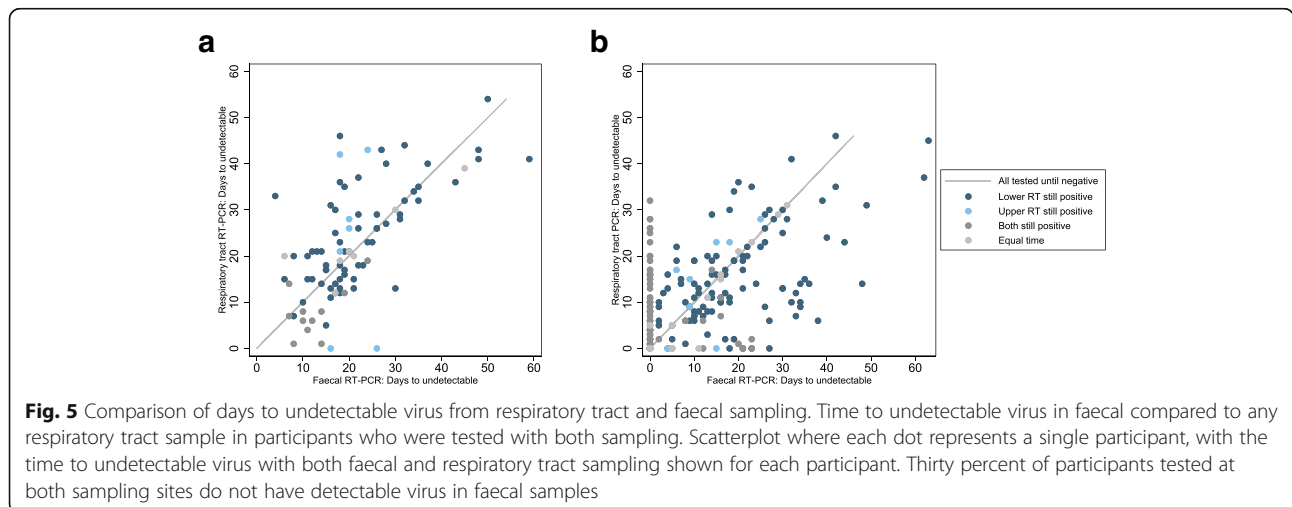 a
b
60
50
40
30
20
10
0
Respiratory tract RT-PCR: Days to undetectable
0 10 20 30 40 50 60
Faecal RT-PCR: Days to undetectable
60
50
40
30
20
10
0
Respiratory tract PCR: Days to undetectable
0 10 20 30 40 50 60
Faecal RT-PCR: Days to undetectable
All tested until negative
Lower RT still positive
Upper RT still positive
Both still positive
Equal time
Fig. 5 Comparison of days to undetectable virus from respiratory tract and faecal sampling. Time to undetectable virus in faecal compared to any
respiratory tract sample in participants who were tested with both sampling. Scatterplot where each dot represents a single participant, with the
time to undetectable virus with both faecal and respiratory tract sampling shown for each participant. Thirty percent of participants tested at
both sampling sites do not have detectable virus in faecal samples